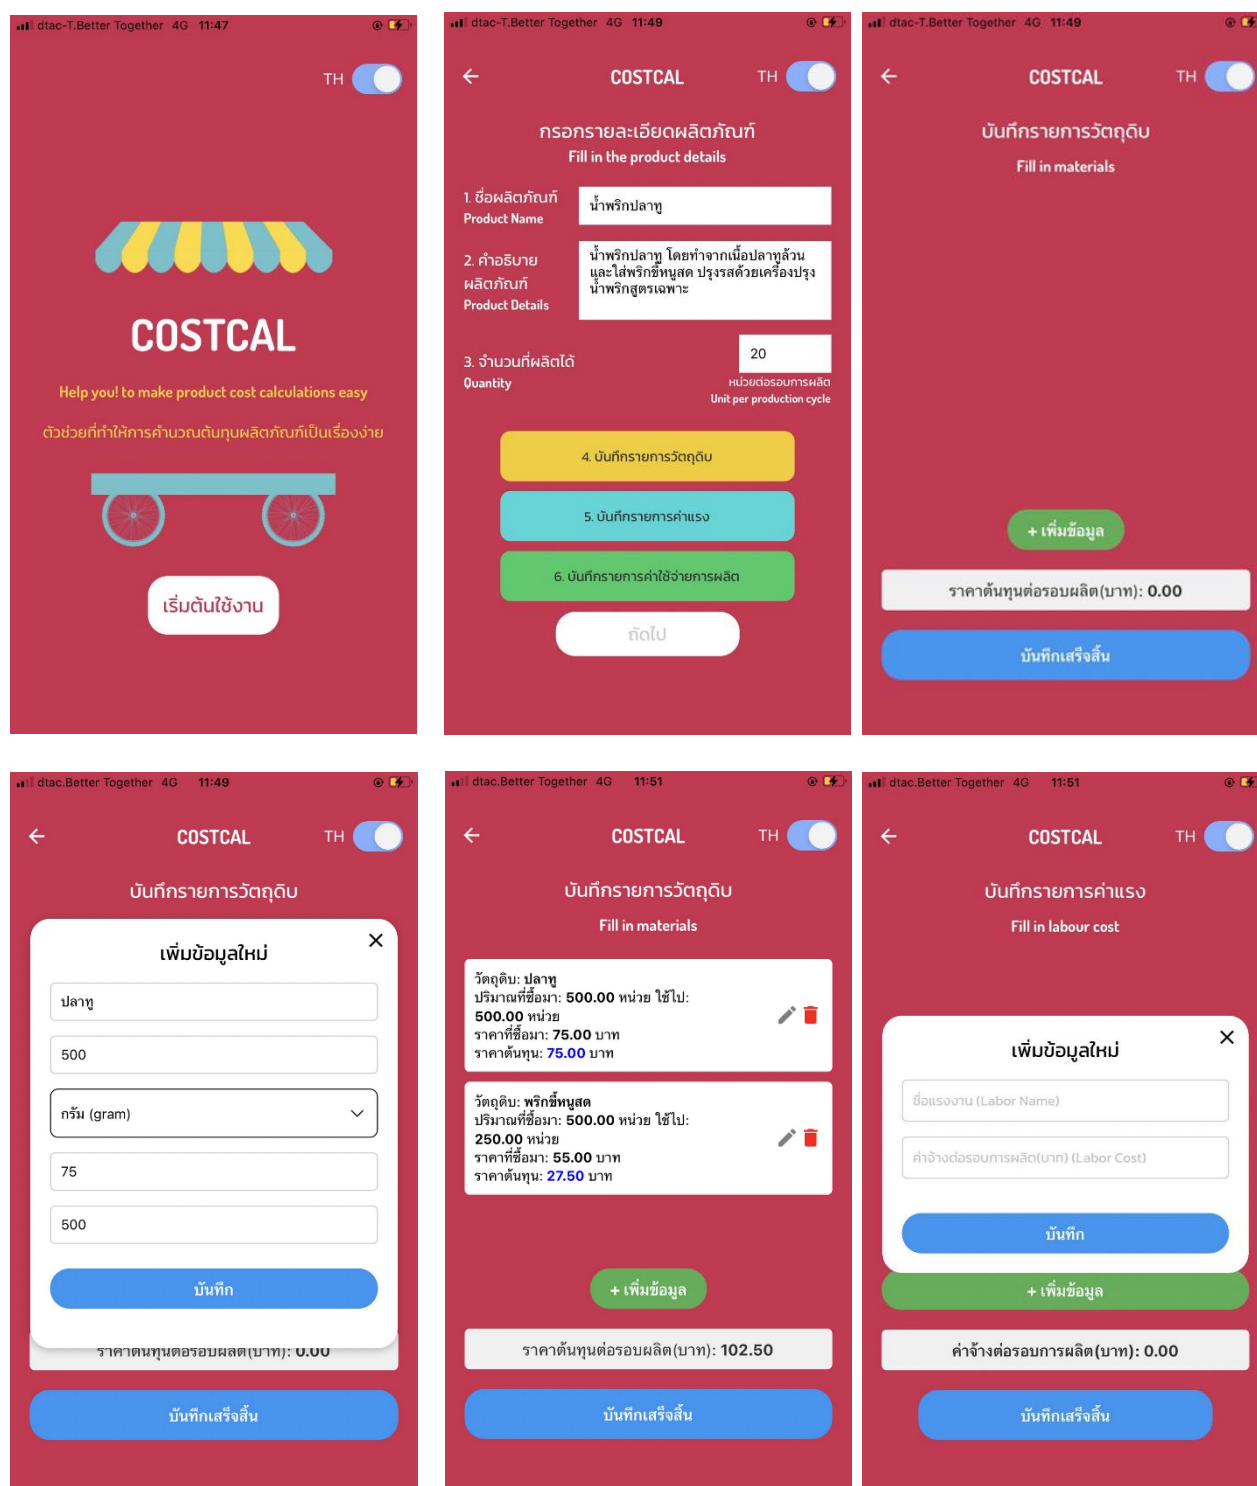 dtac-T.Better Together 4G 11:47
TH
COSTCAL
Help you! to make product cost calculations easy
ตัวช่วยที่ทำให้การคำนวณต้นทุนผลิตภัณฑ์เป็นเรื่องง่าย
เริ่มต้นใช้งาน
dtac-T.Better Together 4G 11:49
COSTCAL TH
กรอกรายละเอียดผลิตภัณฑ์
Fill in the product details
1. ชื่อผลิตภัณฑ์
Product Name
น้ำพริกปลาทู
2. คำอธิบาย
ผลิตภัณฑ์
Product Details
น้ำพริกปลาทู โดยทำจากเนื้อปลาทูล้วน
และใส่พริกขี้หนูสด ปรุงรสด้วยเครื่องปรุง
น้ำพริกสูตรเฉพาะ
3. จำนวนที่ผลิตได้
Quantity
20
หน่วยต่อรอบการผลิต
Unit per production cycle
4. บันทึกรายการวัตถุดิบ
5. บันทึกรายการค่าแรง
6. บันทึกรายการค่าใช้จ่ายการผลิต
ถัดไป
dtac-T.Better Together 4G 11:49
COSTCAL TH
บันทึกรายการวัตถุดิบ
Fill in materials
+ เพิ่มข้อมูล
ราคาต้นทุนต่อรอบผลิต(บาท): 0.00
บันทึกเสร็จสิ้น
dtac.Better Together 4G 11:49
COSTCAL TH
บันทึกรายการวัตถุดิบ
เพิ่มข้อมูลใหม่
ปลาทู
500
กรัม (gram)
75
500
บันทึก
ราคาต้นทุนต่อรอบผลิต(บาท): 0.00
บันทึกเสร็จสิ้น
dtac.Better Together 4G 11:51
COSTCAL TH
บันทึกรายการวัตถุดิบ
Fill in materials
วัตถุดิบ: ปลาทู
ปริมาณที่ซื้อมา: 500.00 หน่วย ใช้ไป:
500.00 หน่วย
ราคาที่ซื้อมา: 75.00 บาท
ราคาต้นทุน: 75.00 บาท
วัตถุดิบ: พริกขี้หนูสด
ปริมาณที่ซื้อมา: 500.00 หน่วย ใช้ไป:
250.00 หน่วย
ราคาที่ซื้อมา: 55.00 บาท
ราคาต้นทุน: 27.50 บาท
+ เพิ่มข้อมูล
ราคาต้นทุนต่อรอบผลิต(บาท): 102.50
บันทึกเสร็จสิ้น
dtac.Better Together 4G 11:51
COSTCAL TH
บันทึกรายการค่าแรง
Fill in labour cost
เพิ่มข้อมูลใหม่
ชื่อแรงงาน (Labor Name)
ค่าจ้างต่อรอบการผลิต(บาท) (Labor Cost)
บันทึก
+ เพิ่มข้อมูล
ค่าจ้างต่อรอบการผลิต(บาท): 0.00
บันทึกเสร็จสิ้น